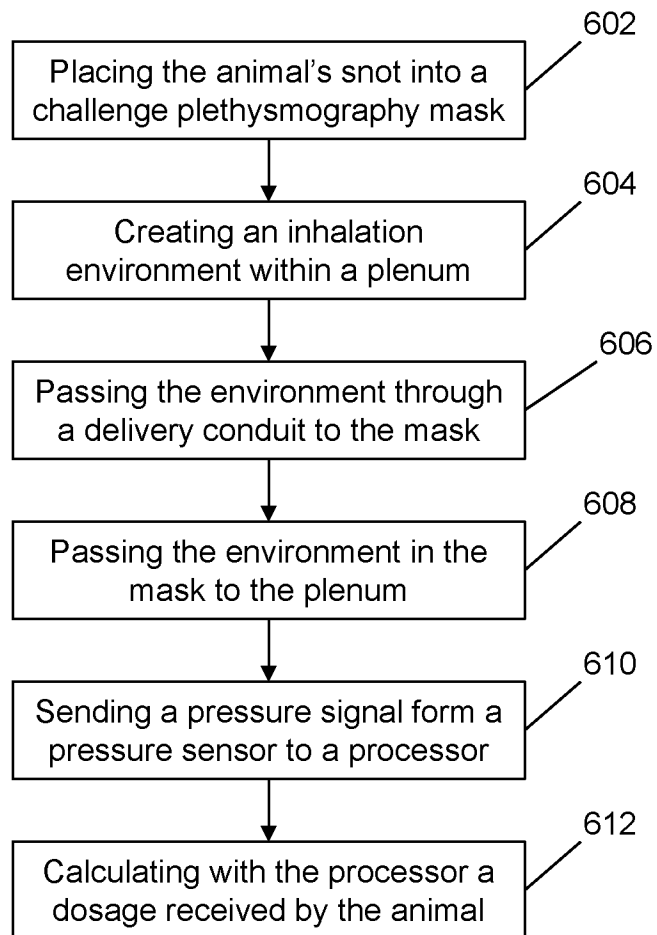 602
Placing the animal's snot into a
challenge plethysmography mask
604
Creating an inhalation
environment within a plenum
606
Passing the environment through
a delivery conduit to the mask
608
Passing the environment in the
mask to the plenum
610
Sending a pressure signal form a
pressure sensor to a processor
612
Calculating with the processor a
dosage received by the animal